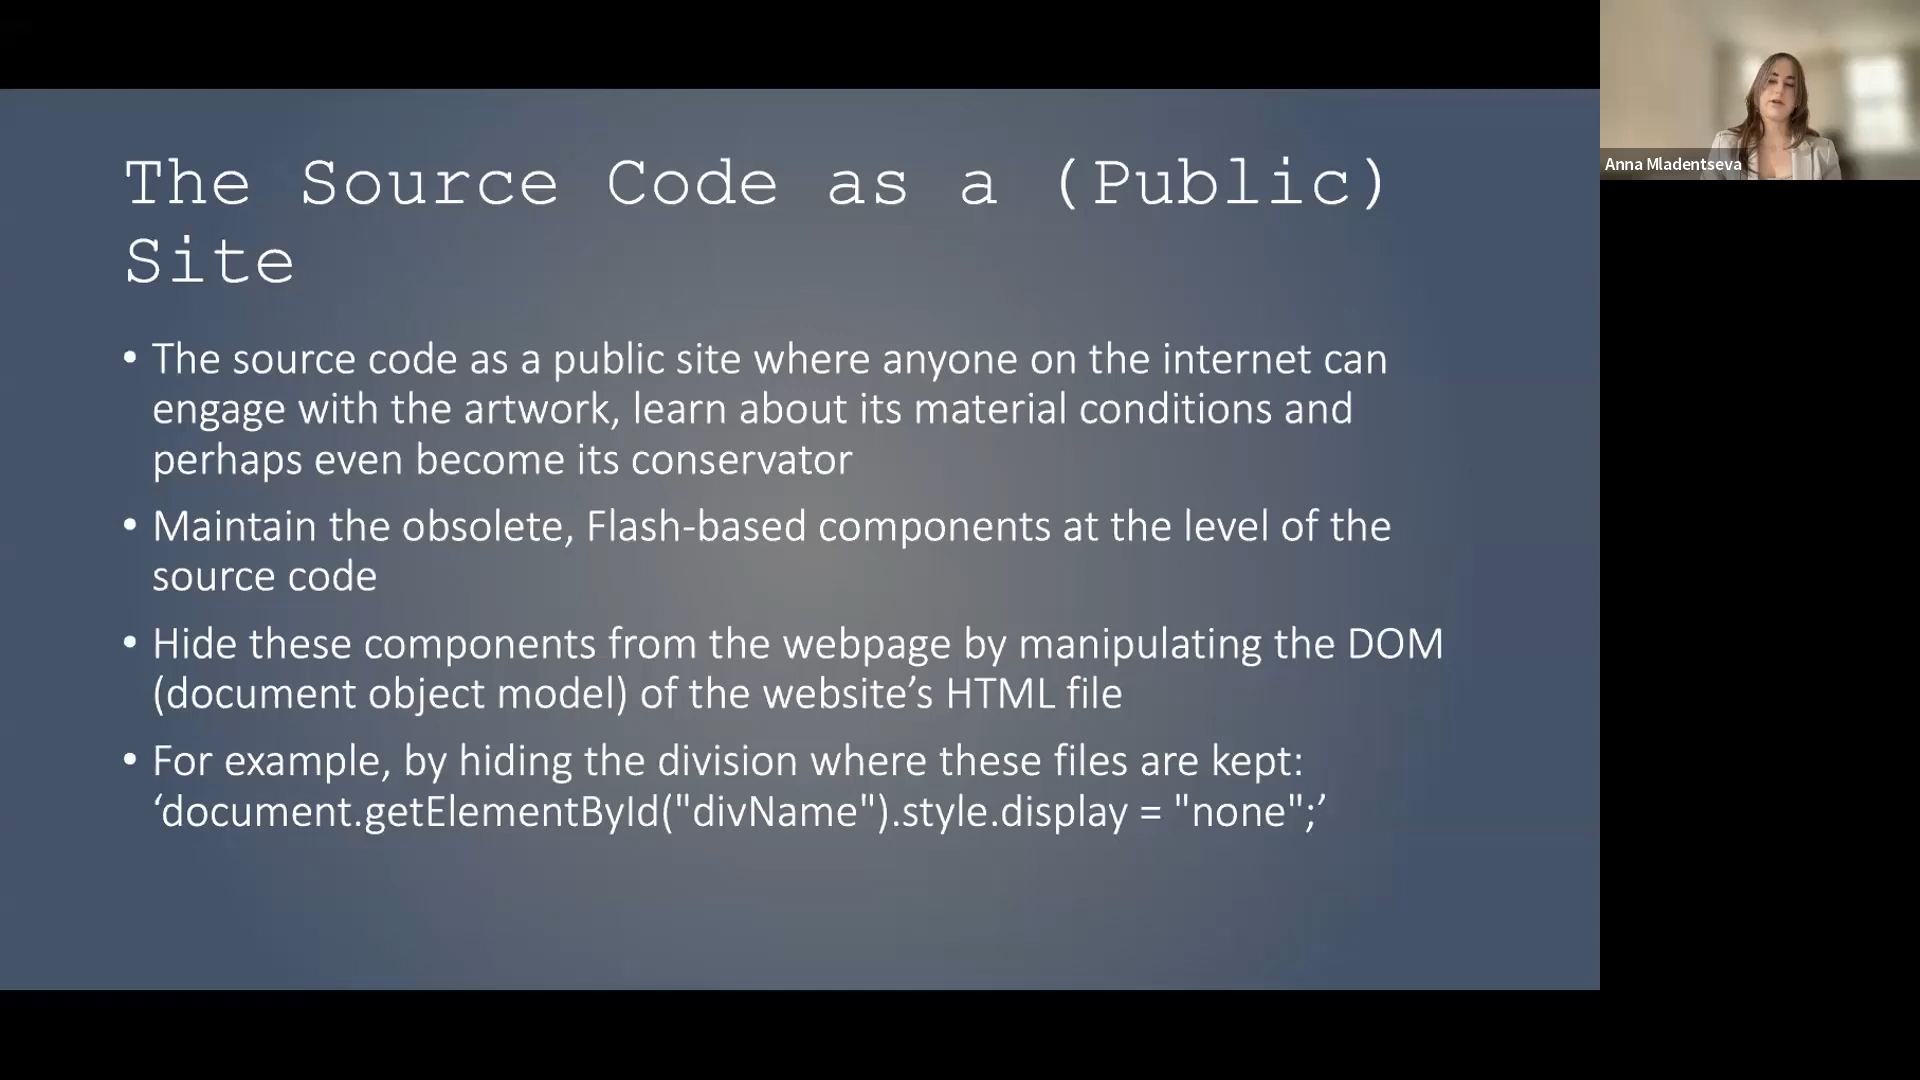 The Source Code as a (Public)
Site
• The source code as a public site where anyone on the internet can
engage with the artwork, learn about its material conditions and
perhaps even become its conservator
• Maintain the obsolete, Flash-based components at the level of the
source code
• Hide these components from the webpage by manipulating the DOM
(document object model) of the website’s HTML file
• For example, by hiding the division where these files are kept:
‘document.getElementById("divName").style.display = "none";’
Anna Mladentseva